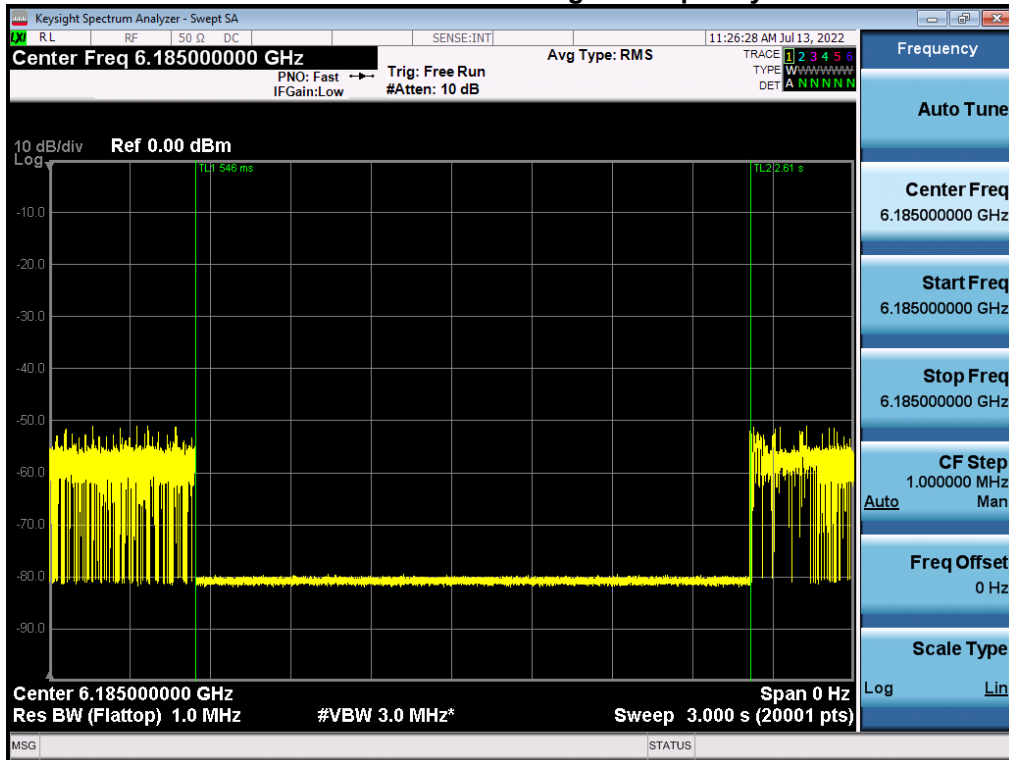 Keysight Spectrum Analyzer - Swept SA
LXI RL RF 50 Ω DC SENSE:INT 11:26:28 AM Jul 13, 2022
Center Freq 6.185000000 GHz
PNO: Fast
IFGain:Low
Trig: Free Run
#Atten: 10 dB
Avg Type: RMS
TRACE 1 2 3 4 5 6
TYPE WWWWWW
DET A N N N N N
10 dB/div Ref 0.00 dBm
Log
TL1 546 ms TL2 2.61 s
-10.0
-20.0
-30.0
-40.0
-50.0
-60.0
-70.0
-80.0
-90.0
Center 6.185000000 GHz Span 0 Hz
Res BW (Flattop) 1.0 MHz #VBW 3.0 MHz* Sweep 3.000 s (20001 pts)
MSG STATUS
Frequency
Auto Tune
Center Freq
6.185000000 GHz
Start Freq
6.185000000 GHz
Stop Freq
6.185000000 GHz
CF Step
1.000000 MHz
Auto Man
Freq Offset
0 Hz
Scale Type
Log Lin